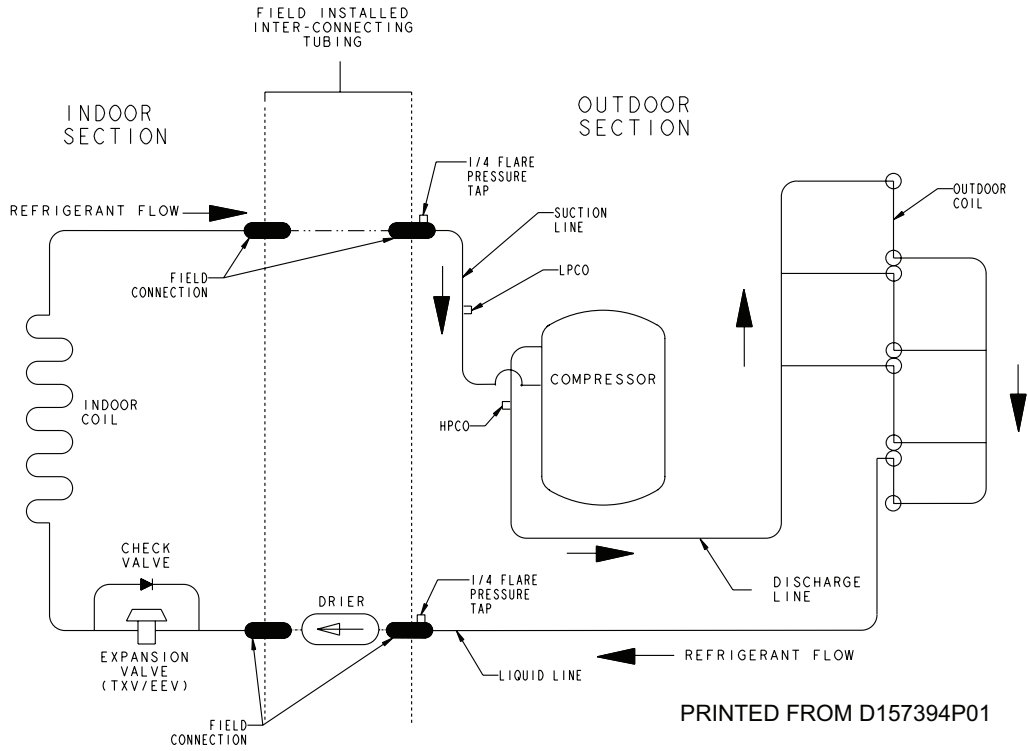 FIELD INSTALLED
INTER-CONNECTING
TUBING
INDOOR
SECTION
OUTDOOR
SECTION
1/4 FLARE
PRESSURE
TAP
REFRIGERANT FLOW
SUCTION
LINE
OUTDOOR
COIL
FIELD
CONNECTION
LPCO
COMPRESSOR
INDOOR
COIL
HPCO
CHECK
VALVE
DRIER
1/4 FLARE
PRESSURE
TAP
DISCHARGE
LINE
EXPANSION
VALVE
(TXV/EEV)
LIQUID LINE
REFRIGERANT FLOW
FIELD
CONNECTION
PRINTED FROM D157394P01